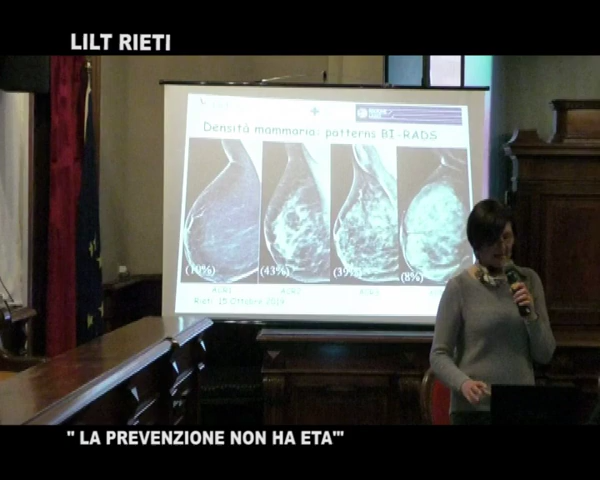 LILT RIETI
Densità mammaria: patterns BI-RADS
(10%) (43%) (39%) (8%)
Rieti, 15 Ottobre 2019
" LA PREVENZIONE NON HA ETA'"